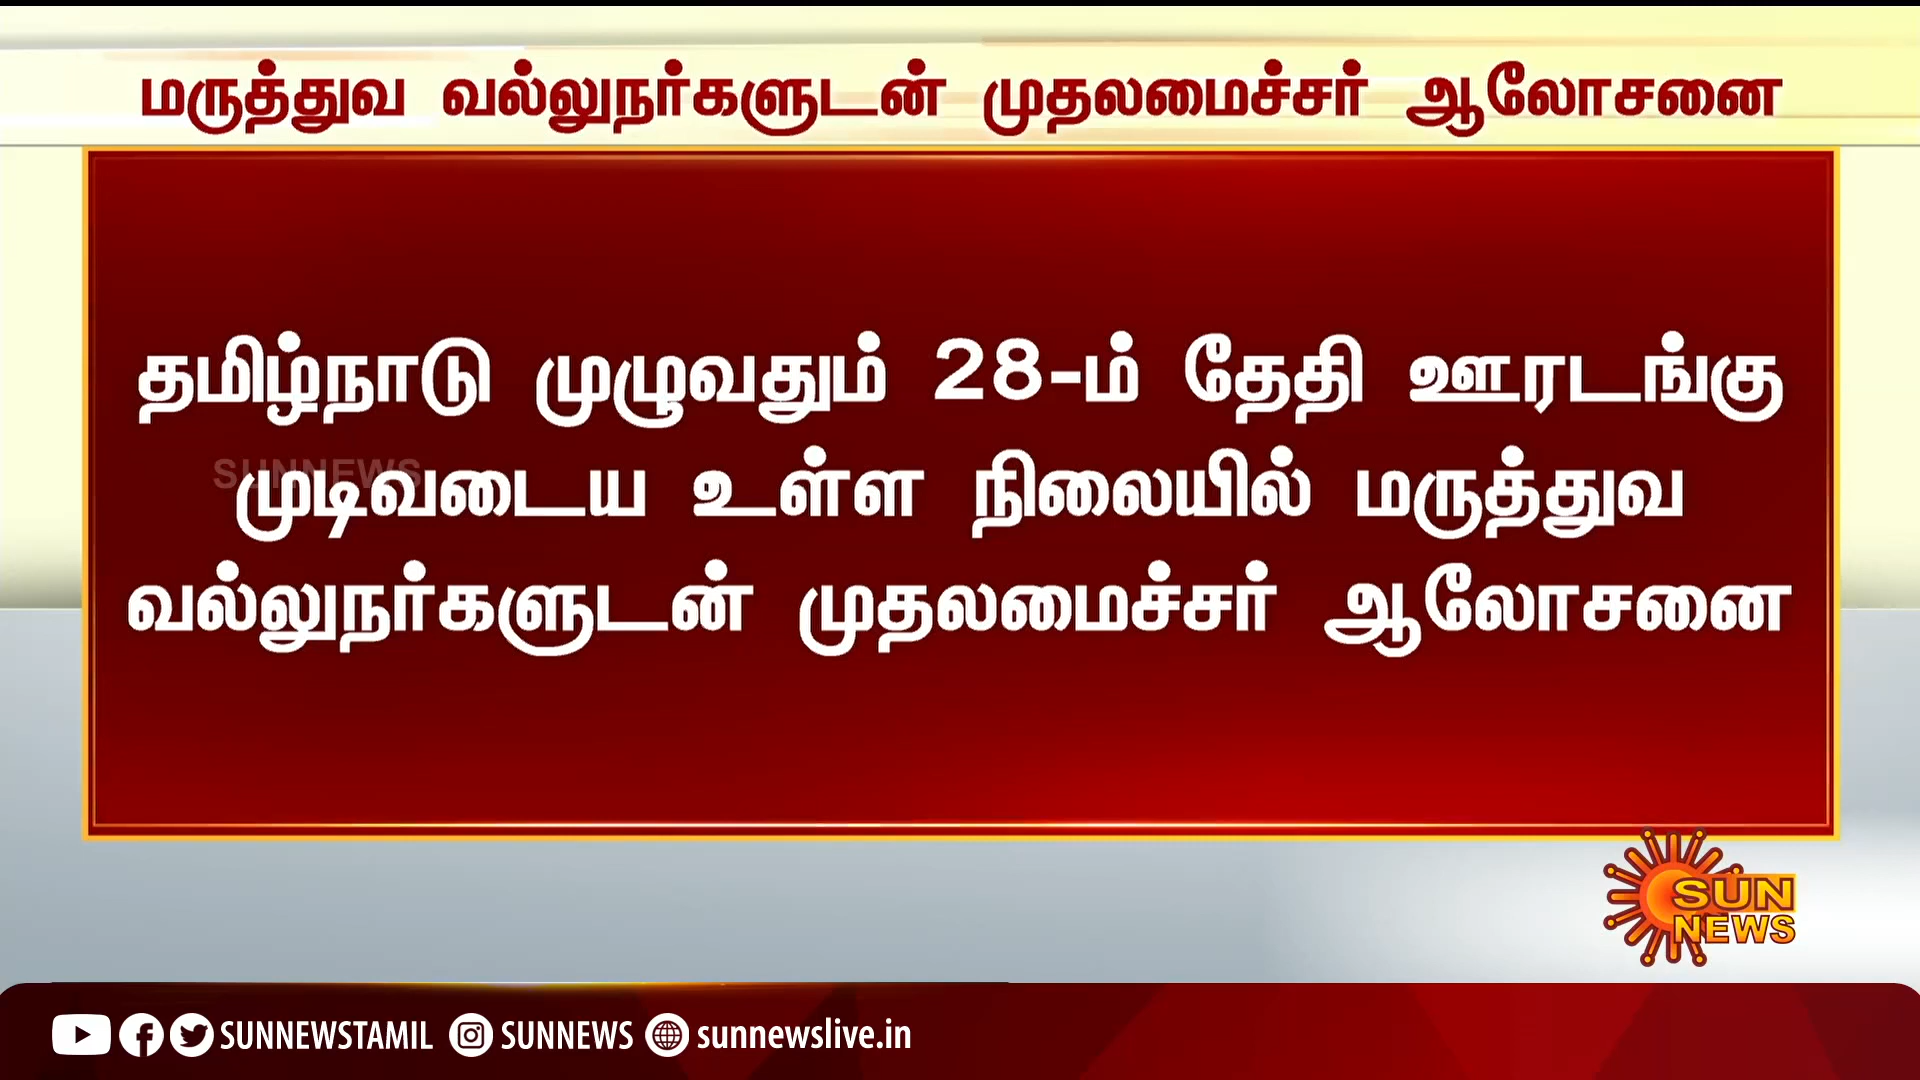 மருத்துவ வல்லுநர்களுடன் முதலமைச்சர் ஆலோசனை
தமிழ்நாடு முழுவதும் 28-ம் தேதி ஊரடங்கு
SUNNEWS
முடிவடைய உள்ள நிலையில் மருத்துவ
வல்லுநர்களுடன் முதலமைச்சர் ஆலோசனை
SUN
NEWS
SUNNEWSTAMIL SUNNEWS sunnewslive.in